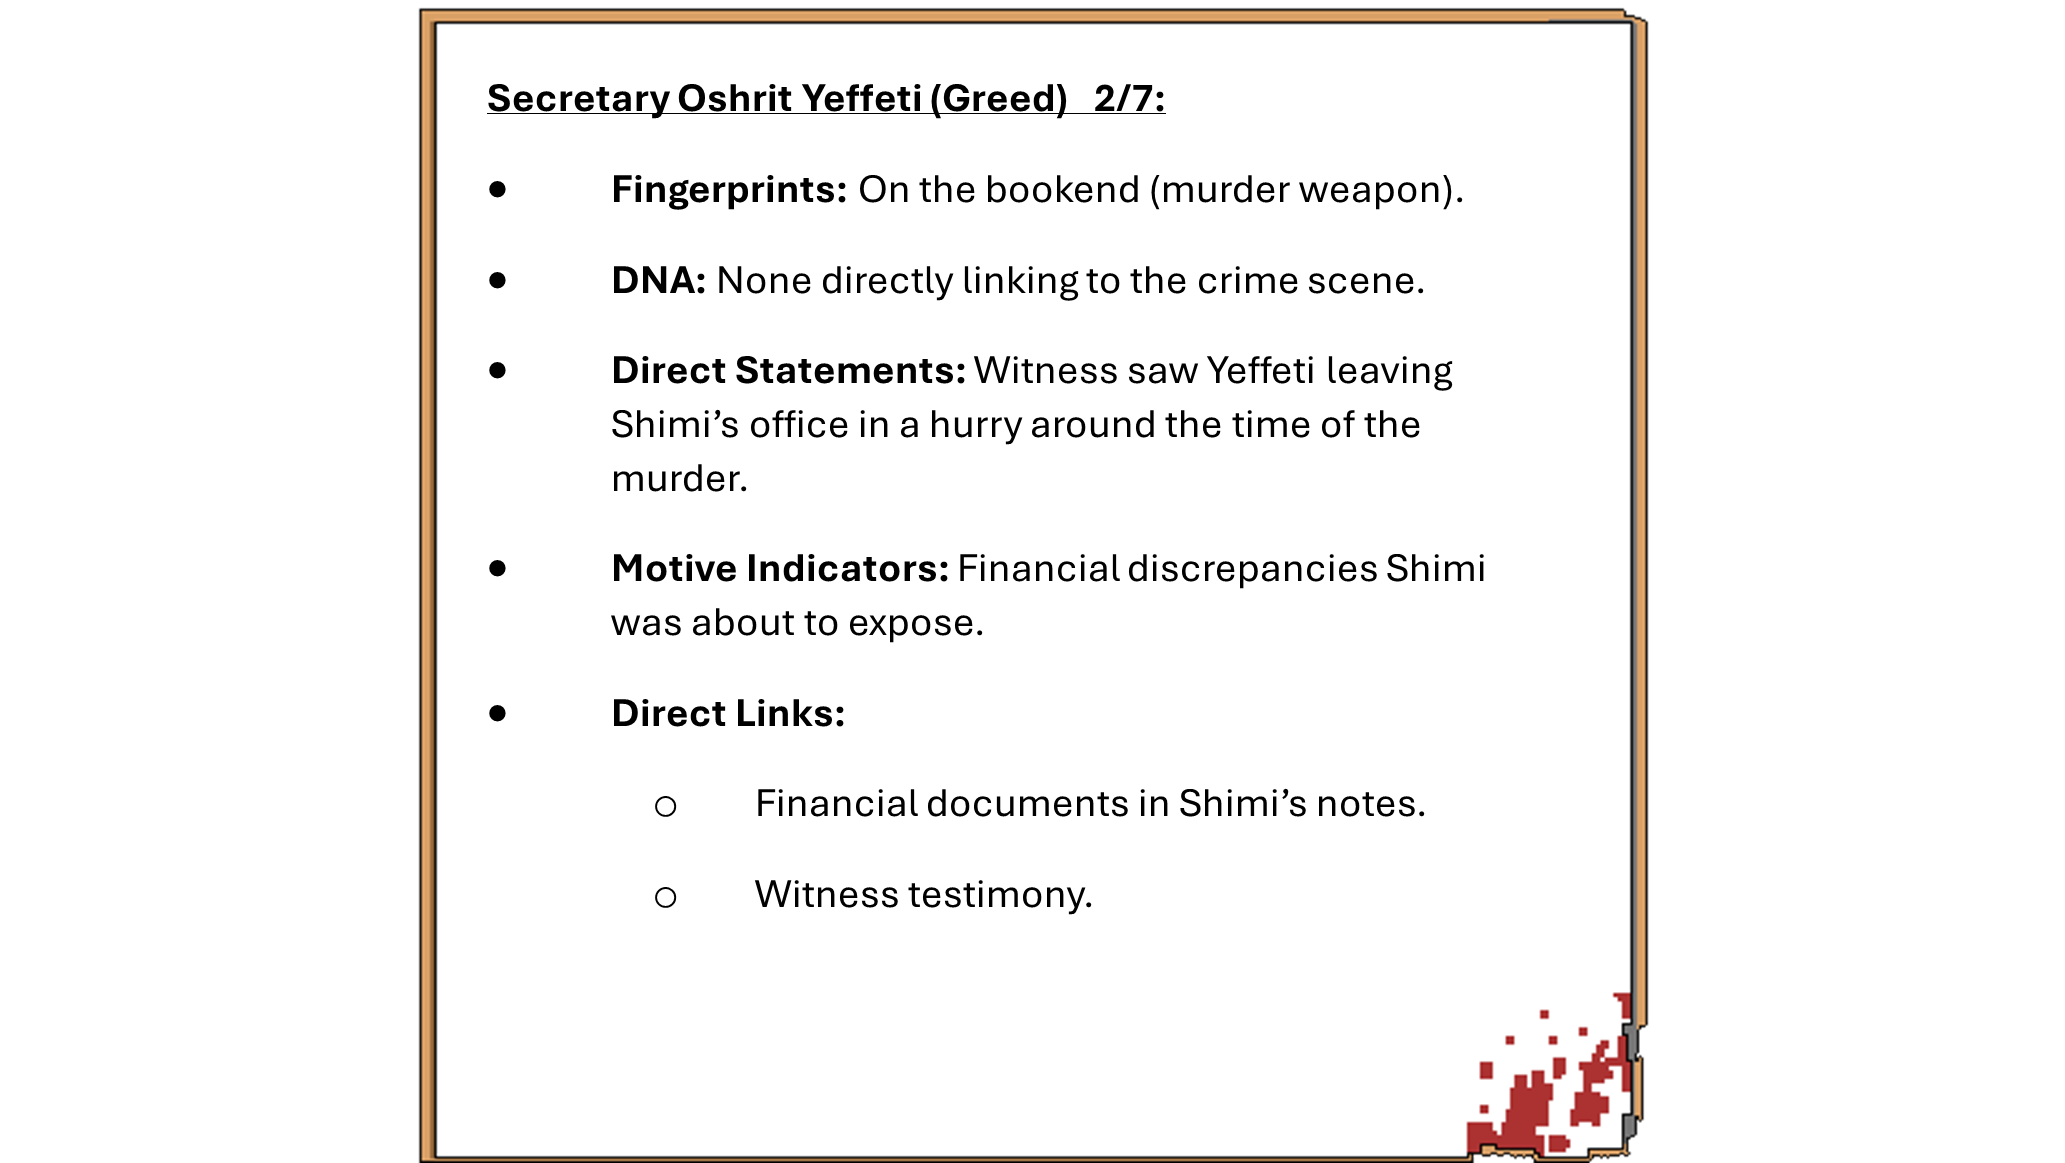 Secretary Oshrit Yeffeti (Greed)   2/7:
● Fingerprints: On the bookend (murder weapon).
● DNA: None directly linking to the crime scene.
● Direct Statements: Witness saw Yeffeti leaving
Shimi’s office in a hurry around the time of the
murder.
● Motive Indicators: Financial discrepancies Shimi
was about to expose.
● Direct Links:
○ Financial documents in Shimi’s notes.
○ Witness testimony.